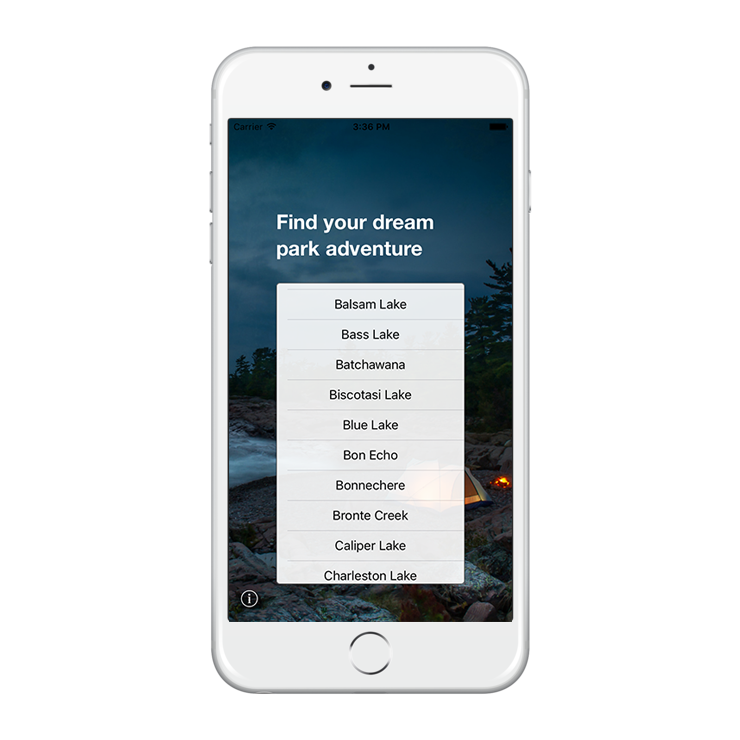 Carrier 3:36 PM
Find your dream
park adventure
Balsam Lake
Bass Lake
Batchawana
Biscotasi Lake
Blue Lake
Bon Echo
Bonnechere
Bronte Creek
Caliper Lake
Charleston Lake
i